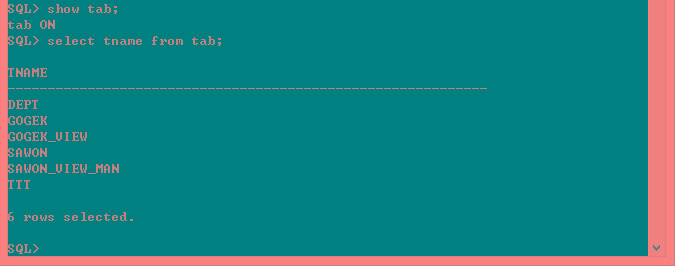 SQL> show tab;
tab ON
SQL> select tname from tab;
TNAME
------------------------------------------------------------
DEPT
GOGEK
GOGEK_VIEW
SAWON
SAWON_VIEW_MAN
TTT
6 rows selected.
SQL>